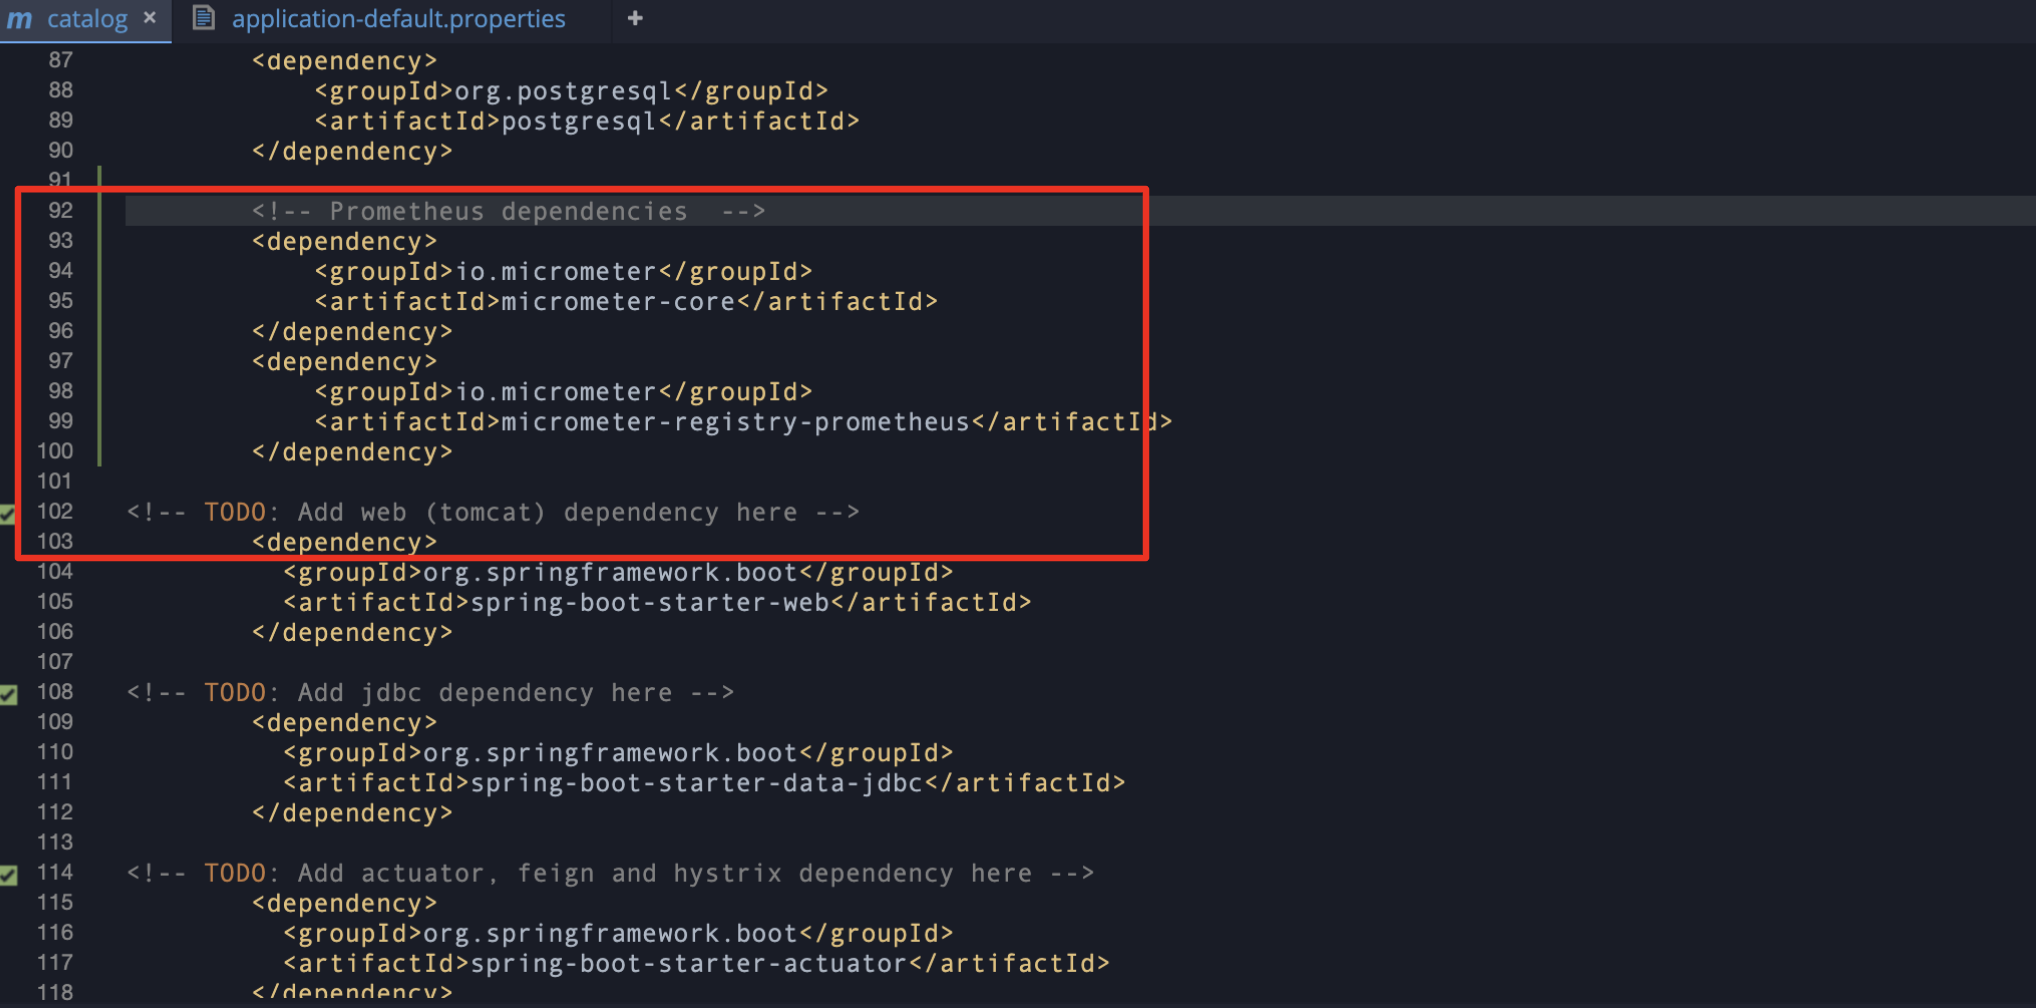 m catalog × application-default.properties +
87 <dependency>
88 <groupId>org.postgresql</groupId>
89 <artifactId>postgresql</artifactId>
90 </dependency>
91
92 <!-- Prometheus dependencies  -->
93 <dependency>
94 <groupId>io.micrometer</groupId>
95 <artifactId>micrometer-core</artifactId>
96 </dependency>
97 <dependency>
98 <groupId>io.micrometer</groupId>
99 <artifactId>micrometer-registry-prometheus</artifactId>
100 </dependency>
101
102 <!-- TODO: Add web (tomcat) dependency here -->
103 <dependency>
104 <groupId>org.springframework.boot</groupId>
105 <artifactId>spring-boot-starter-web</artifactId>
106 </dependency>
107
108 <!-- TODO: Add jdbc dependency here -->
109 <dependency>
110 <groupId>org.springframework.boot</groupId>
111 <artifactId>spring-boot-starter-data-jdbc</artifactId>
112 </dependency>
113
114 <!-- TODO: Add actuator, feign and hystrix dependency here -->
115 <dependency>
116 <groupId>org.springframework.boot</groupId>
117 <artifactId>spring-boot-starter-actuator</artifactId>
118 </dependency>